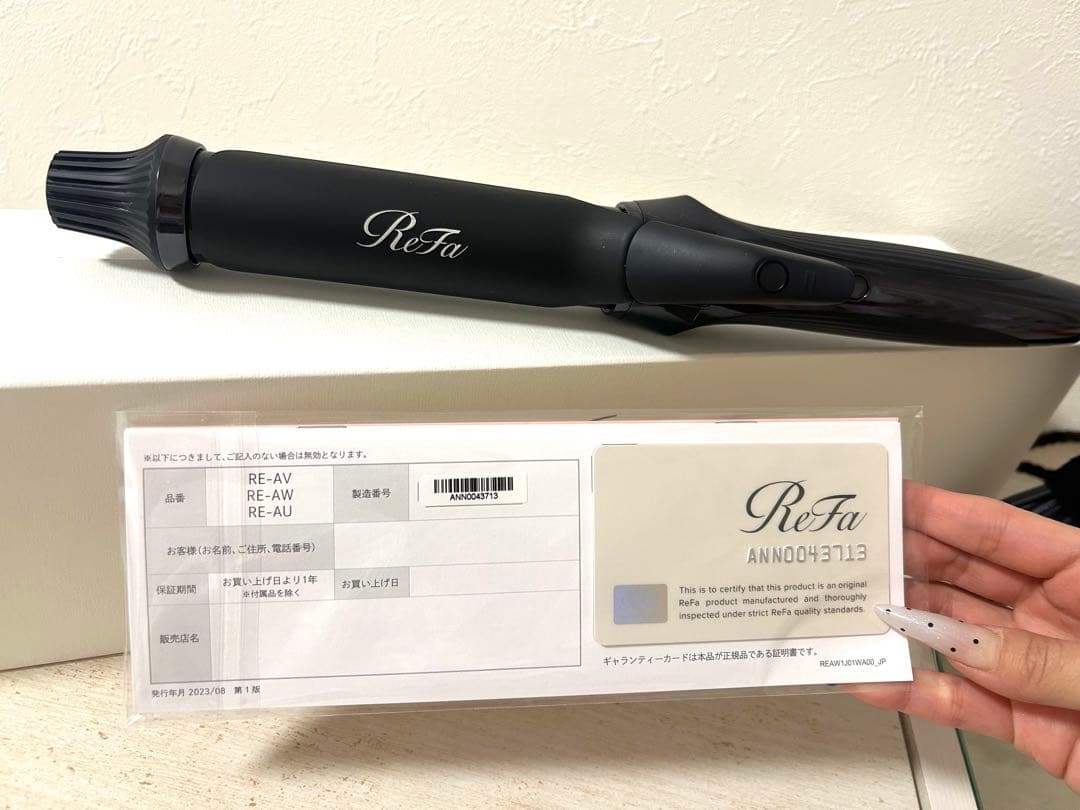 ReFa
※以下につきまして、ご記入のない場合は無効となります。
品番
RE-AV
RE-AW
RE-AU
製造番号
ANN0043713
お客様(お名前、ご住所、電話番号)
保証期間
お買い上げ日より1年
※付属品を除く
お買い上げ日
販売店名
発行年月 2023/08 第1版
ReFa
ANN0043713
This is to certify that this product is an original
ReFa product manufactured and thoroughly
inspected under strict ReFa quality standards.
ギャランティーカードは本品が正規品である証明書です。
REAW1J01WA00_JP